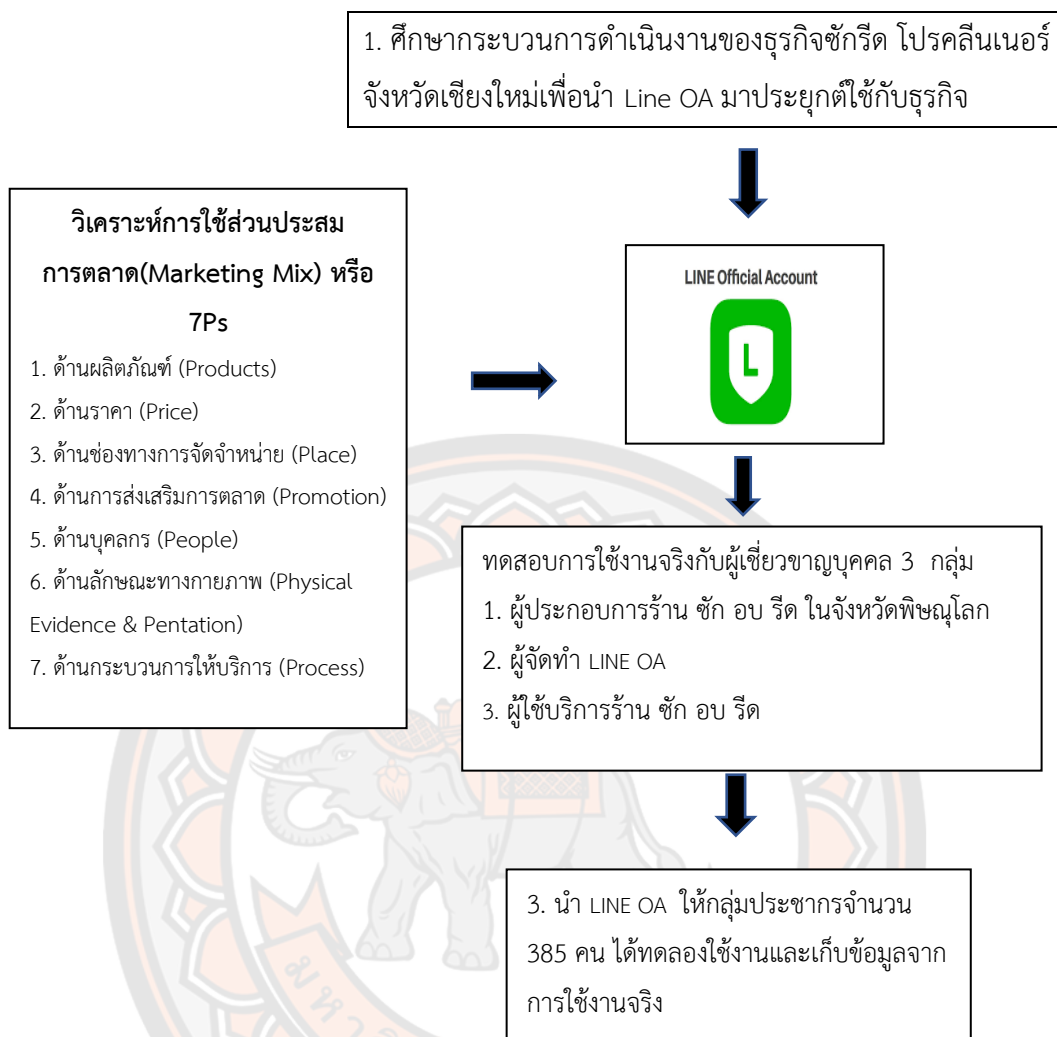 1. ศึกษากระบวนการดำเนินงานของธุรกิจซักรีด โปรคลีนเนอร์
จังหวัดเชียงใหม่เพื่อนำ Line OA มาประยุกต์ใช้กับธุรกิจ
วิเคราะห์การใช้ส่วนประสม
การตลาด(Marketing Mix) หรือ
7Ps
1. ด้านผลิตภัณฑ์ (Products)
2. ด้านราคา (Price)
3. ด้านช่องทางการจัดจำหน่าย (Place)
4. ด้านการส่งเสริมการตลาด (Promotion)
5. ด้านบุคลกร (People)
6. ด้านลักษณะทางกายภาพ (Physical
Evidence & Pentation)
7. ด้านกระบวนการให้บริการ (Process)
LINE Official Account
L
ทดสอบการใช้งานจริงกับผู้เชี่ยวขาญบุคคล 3 กลุ่ม
1. ผู้ประกอบการร้าน ซัก อบ รีด ในจังหวัดพิษณุโลก
2. ผู้จัดทำ LINE OA
3. ผู้ใช้บริการร้าน ซัก อบ รีด
3. นำ LINE OA ให้กลุ่มประชากรจำนวน
385 คน ได้ทดลองใช้งานและเก็บข้อมูลจาก
การใช้งานจริง